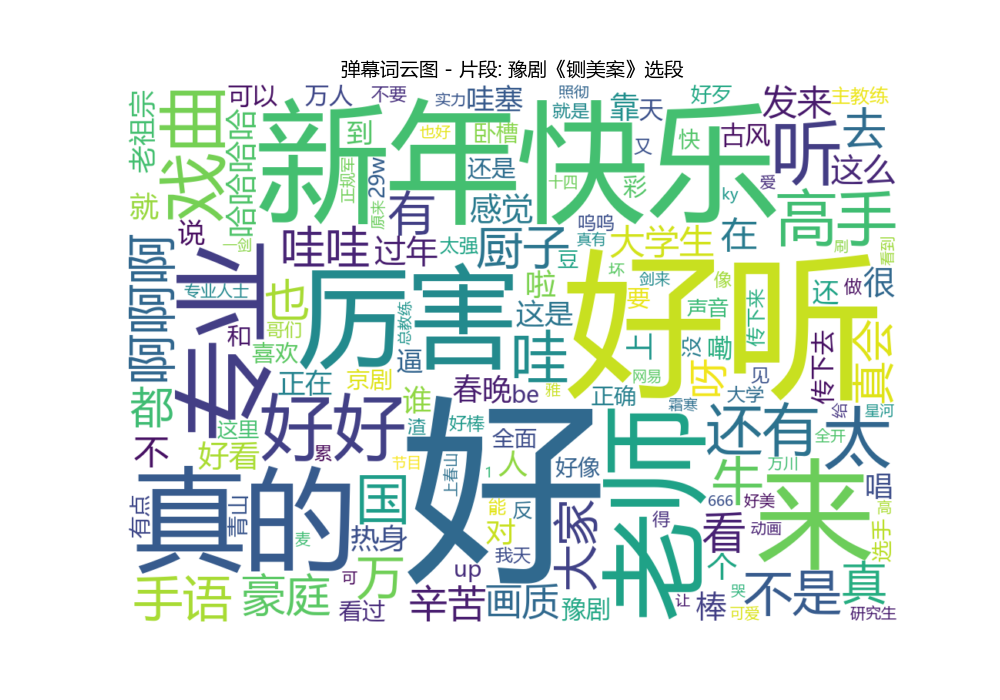 弹幕词云图 - 片段: 豫剧《铡美案》选段
老祖宗
戏曲
可以
万人
不要
实力
哇塞
照彻
就是
靠
天
好歹
发来
主教练
去
哈哈哈哈哈
新年快乐
到
也好
卧槽
快
又
古风
听
这么
正规军
29w
还是
十四
彩
爱
ky
高手
就
说
原来
有
感觉
呜呜
真有
大学生
在
一剑
看到
啊啊啊啊
专业
哇哇
过年
太强
厨子
豆
坏
剑来
像
很
做
还
专业人士
也
厉害
啦
要
好听
声音
传下来
和
哥们
总教练
这是
喜欢
逼
哇
上
没
嘞
呀
传下去
真会
正在
京剧
网易
见
都
谁
春晚
be
雅
正确
大学
霜寒
给
星河
这里
渣
好棒
不
好看
累
好好
全面
还有
太
全开
真的
国
节目
上春山
好
1
人
好像
老师
牛
万川
来
唱
有点
青山
麦
热身
能
反
对
大家
得
看
666
好美
动画
选手
高
我天
手语
豪庭
可
万
up
看过
辛苦
画质
豫剧
让
个
棒
哭
可爱
不是
真
研究生